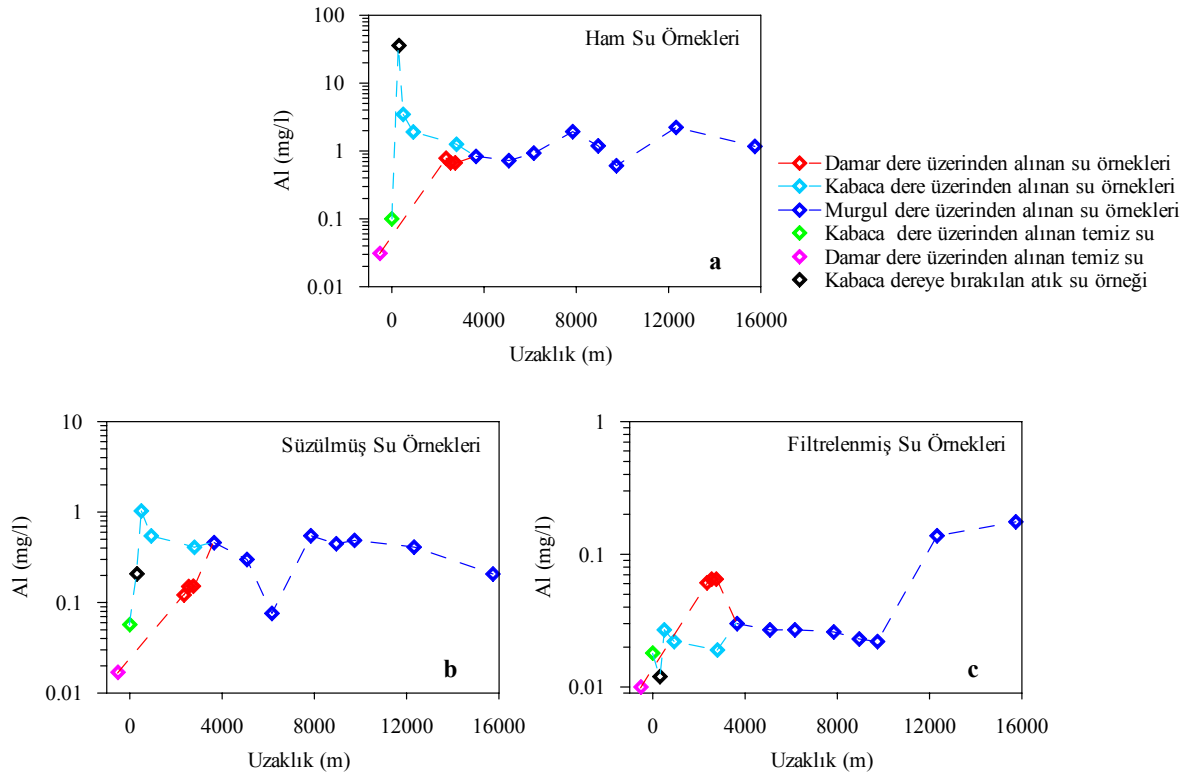 Ham Su Örnekleri
Al (mg/l)
100
10
1
0.1
0.01
a
0 4000 8000 12000 16000
Uzaklık (m)
Damar dere üzerinden alınan su örnekleri
Kabaca dere üzerinden alınan su örnekleri
Murgul dere üzerinden alınan su örnekleri
Kabaca dere üzerinden alınan temiz su
Damar dere üzerinden alınan temiz su
Kabaca dereye bırakılan atık su örneği
Süzülmüş Su Örnekleri
Al (mg/l)
10
1
0.1
0.01
b
0 4000 8000 12000 16000
Uzaklık (m)
Filtrelenmiş Su Örnekleri
Al (mg/l)
1
0.1
0.01
c
0 4000 8000 12000 16000
Uzaklık (m)